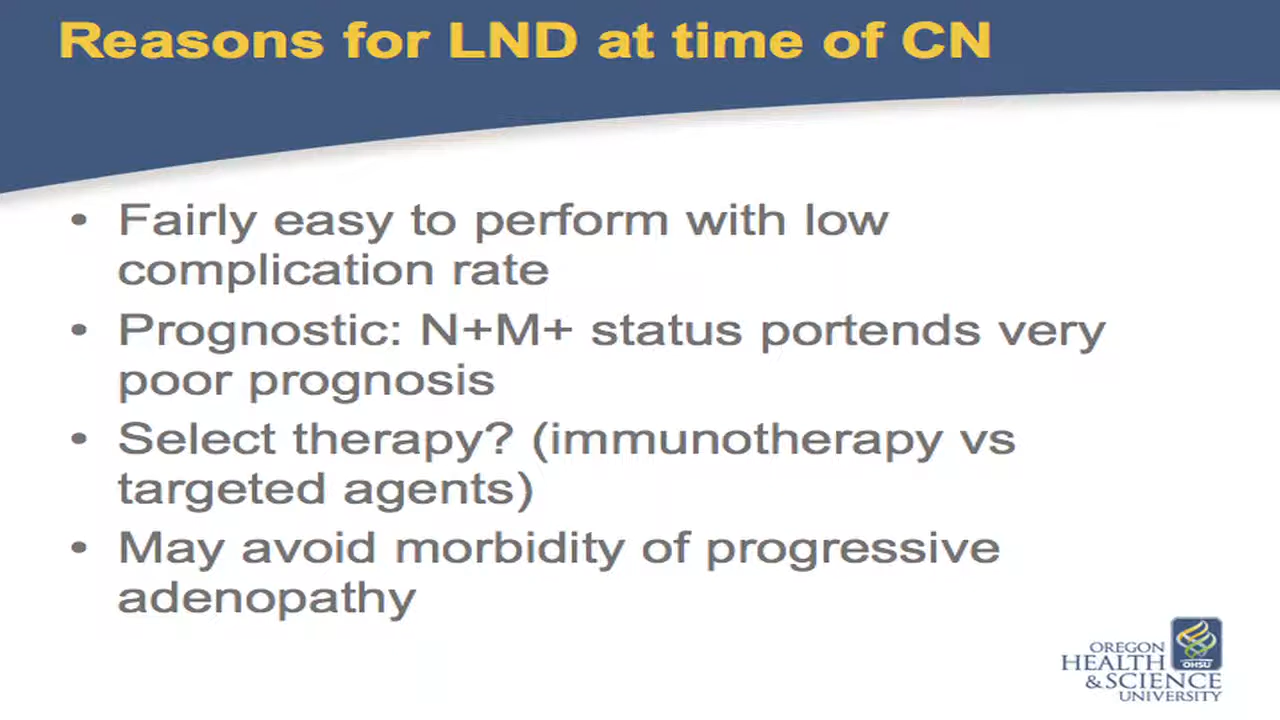 Reasons for LND at time of CN
• Fairly easy to perform with low
complication rate
• Prognostic: N+M+ status portends very
poor prognosis
• Select therapy? (immunotherapy vs
targeted agents)
• May avoid morbidity of progressive
adenopathy
OREGON
HEALTH
& SCIENCE
UNIVERSITY
OHSU